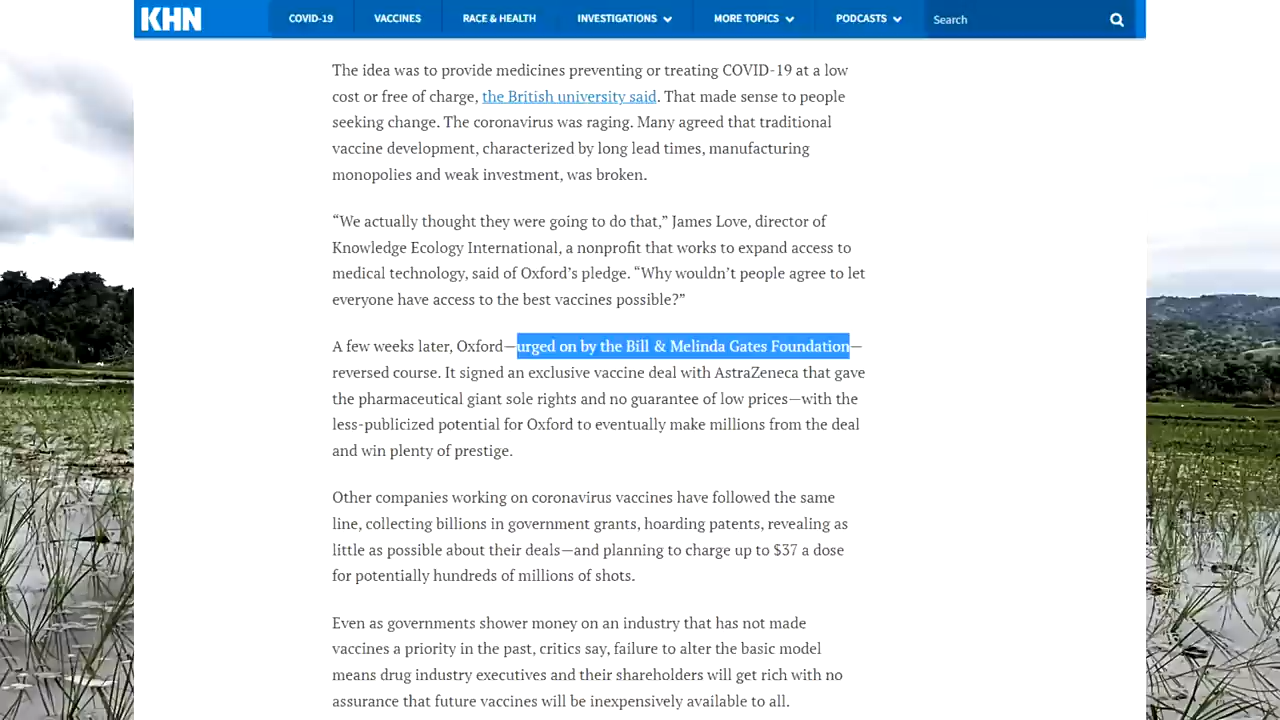 KHN
COVID-19 VACCINES RACE & HEALTH INVESTIGATIONS MORE TOPICS PODCASTS Search
The idea was to provide medicines preventing or treating COVID-19 at a low
cost or free of charge, the British university said. That made sense to people
seeking change. The coronavirus was raging. Many agreed that traditional
vaccine development, characterized by long lead times, manufacturing
monopolies and weak investment, was broken.
“We actually thought they were going to do that,” James Love, director of
Knowledge Ecology International, a nonprofit that works to expand access to
medical technology, said of Oxford’s pledge. “Why wouldn’t people agree to let
everyone have access to the best vaccines possible?”
A few weeks later, Oxford—urged on by the Bill & Melinda Gates Foundation—
reversed course. It signed an exclusive vaccine deal with AstraZeneca that gave
the pharmaceutical giant sole rights and no guarantee of low prices—with the
less-publicized potential for Oxford to eventually make millions from the deal
and win plenty of prestige.
Other companies working on coronavirus vaccines have followed the same
line, collecting billions in government grants, hoarding patents, revealing as
little as possible about their deals—and planning to charge up to $37 a dose
for potentially hundreds of millions of shots.
Even as governments shower money on an industry that has not made
vaccines a priority in the past, critics say, failure to alter the basic model
means drug industry executives and their shareholders will get rich with no
assurance that future vaccines will be inexpensively available to all.